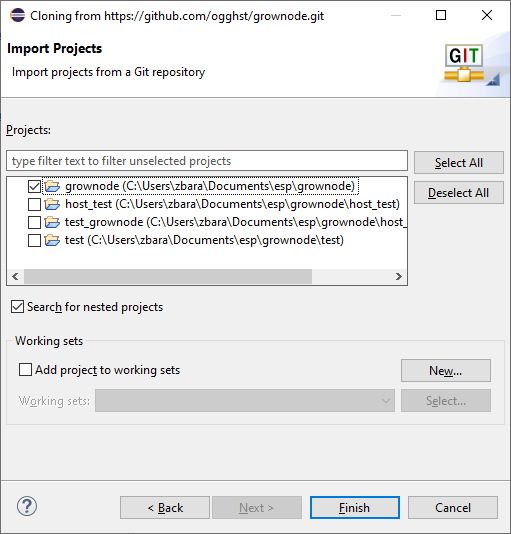 Cloning from https://github.com/ogghst/grownode.git
Import Projects
Import projects from a Git repository
GIT
Projects:
type filter text to filter unselected projects
Select All
grownode (C:\Users\zbara\Documents\esp\grownode)
Deselect All
host_test (C:\Users\zbara\Documents\esp\grownode\host_test)
test_grownode (C:\Users\zbara\Documents\esp\grownode\host_
test (C:\Users\zbara\Documents\esp\grownode\test)
Search for nested projects
Working sets
Add project to working sets
New...
Working sets:
Select...
?
< Back
Next >
Finish
Cancel